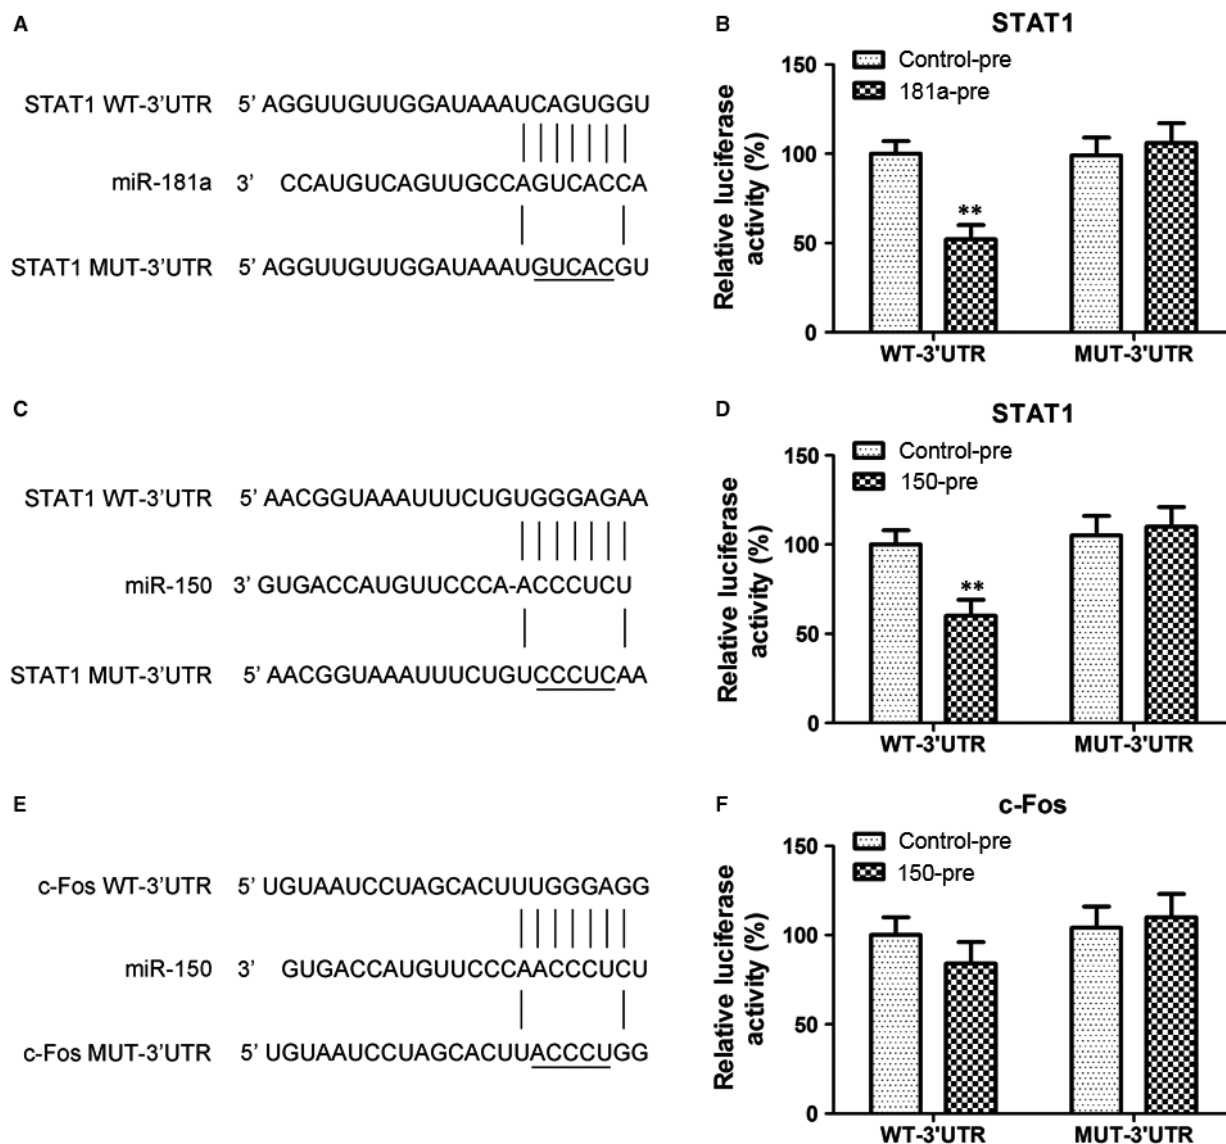 A
STAT1 WT-3'UTR 5' AGGUUGUUGGAUAAAUCAGUGGU
miR-181a 3' CCAUGUCAGUUGCCAGUCACCA
STAT1 MUT-3'UTR 5' AGGUUGUUGGAUAAAUGUCACGU
B
STAT1
Control-pre
181a-pre
Relative luciferase
activity (%)
150
100
50
0
**
WT-3'UTR MUT-3'UTR
C
STAT1 WT-3'UTR 5' AACGGUAAAUUUCUGUGGGAGAA
miR-150 3' GUGACCAUGUUCCCA-ACCCUCU
STAT1 MUT-3'UTR 5' AACGGUAAAUUUCUGUCCCUCAA
D
STAT1
Control-pre
150-pre
Relative luciferase
activity (%)
150
100
50
0
**
WT-3'UTR MUT-3'UTR
E
c-Fos WT-3'UTR 5' UGUAAUCCUAGCACUUUGGGAGG
miR-150 3' GUGACCAUGUUCCCAACCCUCU
c-Fos MUT-3'UTR 5' UGUAAUCCUAGCACUUACCCUGG
F
c-Fos
Control-pre
150-pre
Relative luciferase
activity (%)
150
100
50
0
WT-3'UTR MUT-3'UTR